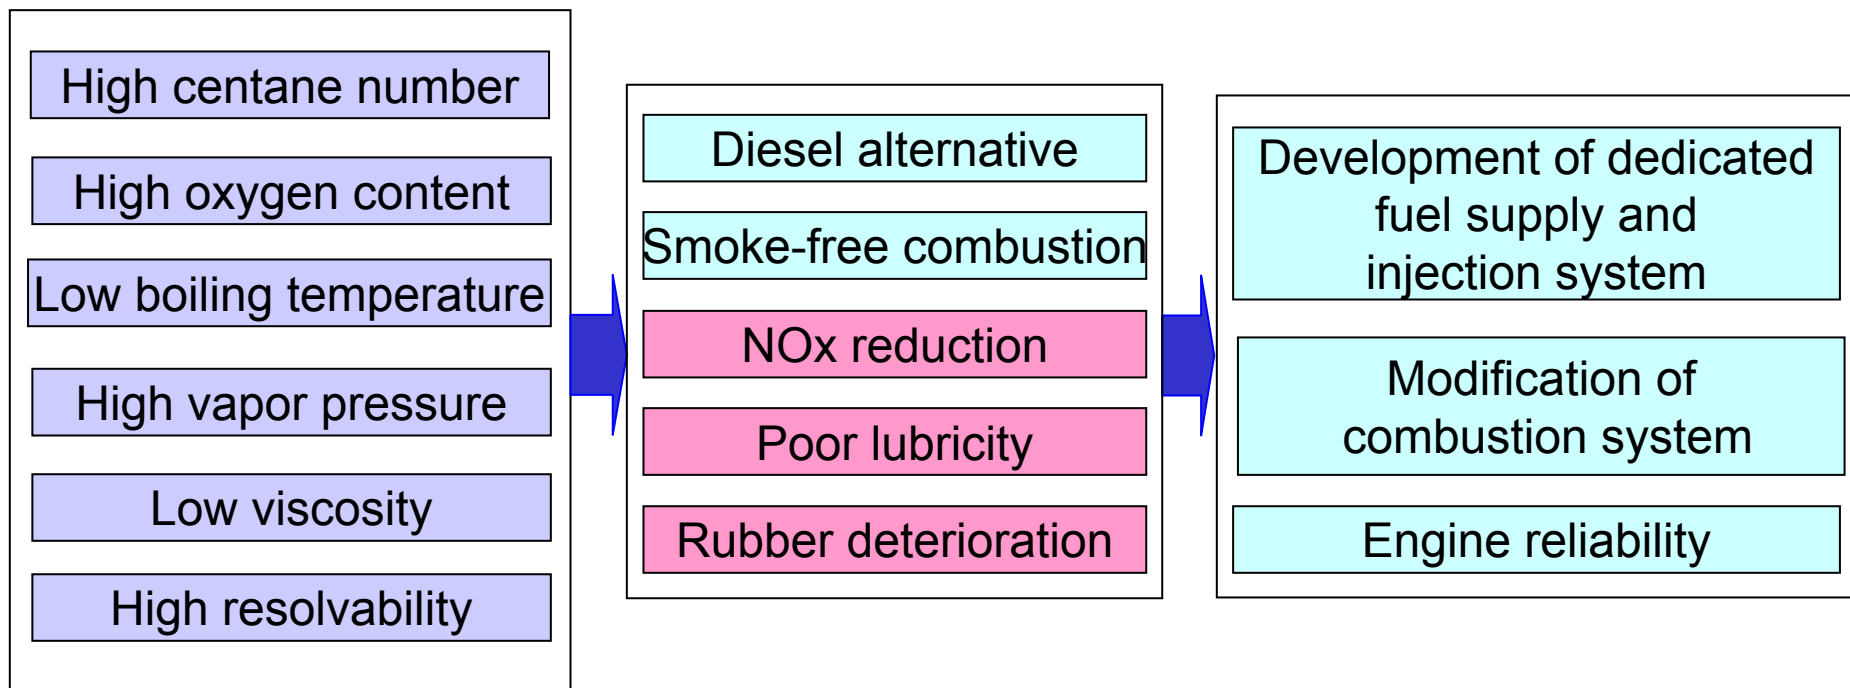 High centane number
High oxygen content
Low boiling temperature
High vapor pressure
Low viscosity
High resolvability
Diesel alternative
Smoke-free combustion
NOx reduction
Poor lubricity
Rubber deterioration
Development of dedicated
fuel supply and
injection system
Modification of
combustion system
Engine reliability